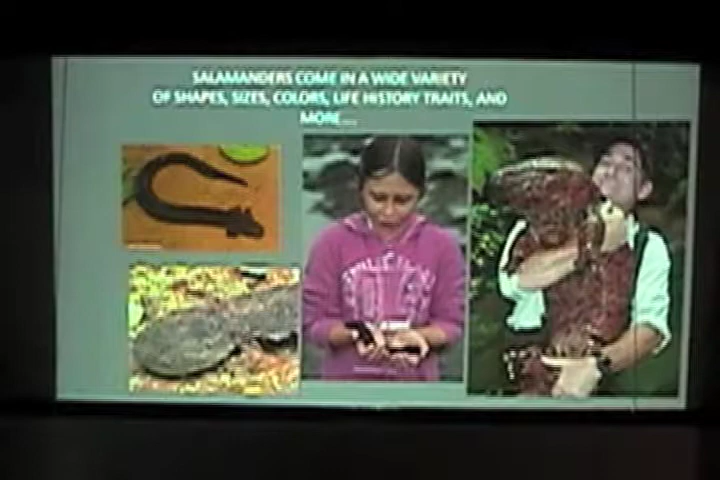 SALAMANDERS COME IN A WIDE VARIETY
OF SHAPES, SIZES, COLORS, LIFE HISTORY TRAITS, AND
MORE...